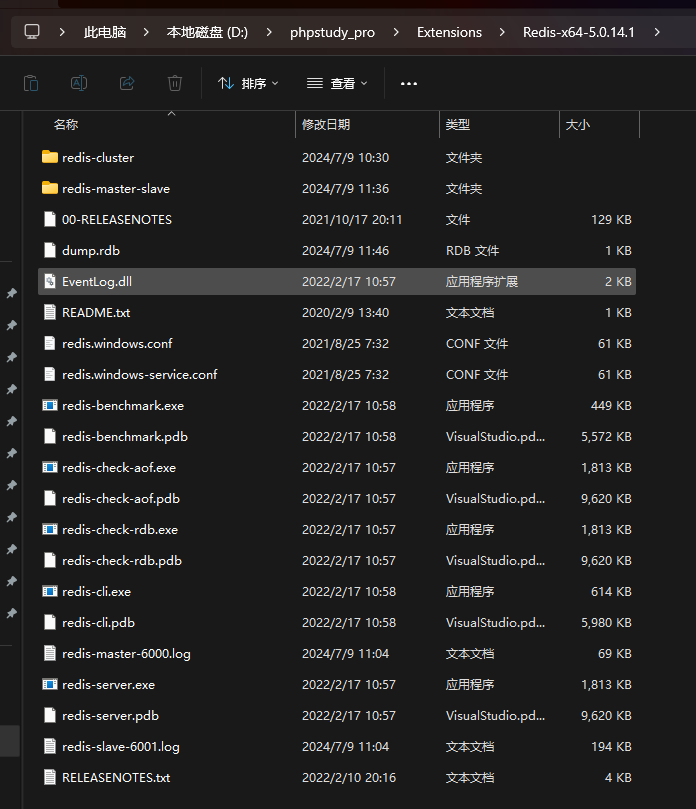 此电脑 > 本地磁盘 (D:) > phpstudy_pro > Extensions > Redis-x64-5.0.14.1 >
排序 查看 •••
名称 修改日期 类型 大小
redis-cluster 2024/7/9 10:30 文件夹
redis-master-slave 2024/7/9 11:36 文件夹
00-RELEASENOTES 2021/10/17 20:11 文件 129 KB
dump.rdb 2024/7/9 11:46 RDB 文件 1 KB
EventLog.dll 2022/2/17 10:57 应用程序扩展 2 KB
README.txt 2020/2/9 13:40 文本文档 1 KB
redis.windows.conf 2021/8/25 7:32 CONF 文件 61 KB
redis.windows-service.conf 2021/8/25 7:32 CONF 文件 61 KB
redis-benchmark.exe 2022/2/17 10:58 应用程序 449 KB
redis-benchmark.pdb 2022/2/17 10:58 VisualStudio.pd... 5,572 KB
redis-check-aof.exe 2022/2/17 10:57 应用程序 1,813 KB
redis-check-aof.pdb 2022/2/17 10:57 VisualStudio.pd... 9,620 KB
redis-check-rdb.exe 2022/2/17 10:57 应用程序 1,813 KB
redis-check-rdb.pdb 2022/2/17 10:57 VisualStudio.pd... 9,620 KB
redis-cli.exe 2022/2/17 10:58 应用程序 614 KB
redis-cli.pdb 2022/2/17 10:58 VisualStudio.pd... 5,980 KB
redis-master-6000.log 2024/7/9 11:04 文本文档 69 KB
redis-server.exe 2022/2/17 10:57 应用程序 1,813 KB
redis-server.pdb 2022/2/17 10:57 VisualStudio.pd... 9,620 KB
redis-slave-6001.log 2024/7/9 11:04 文本文档 194 KB
RELEASENOTES.txt 2022/2/10 20:16 文本文档 4 KB